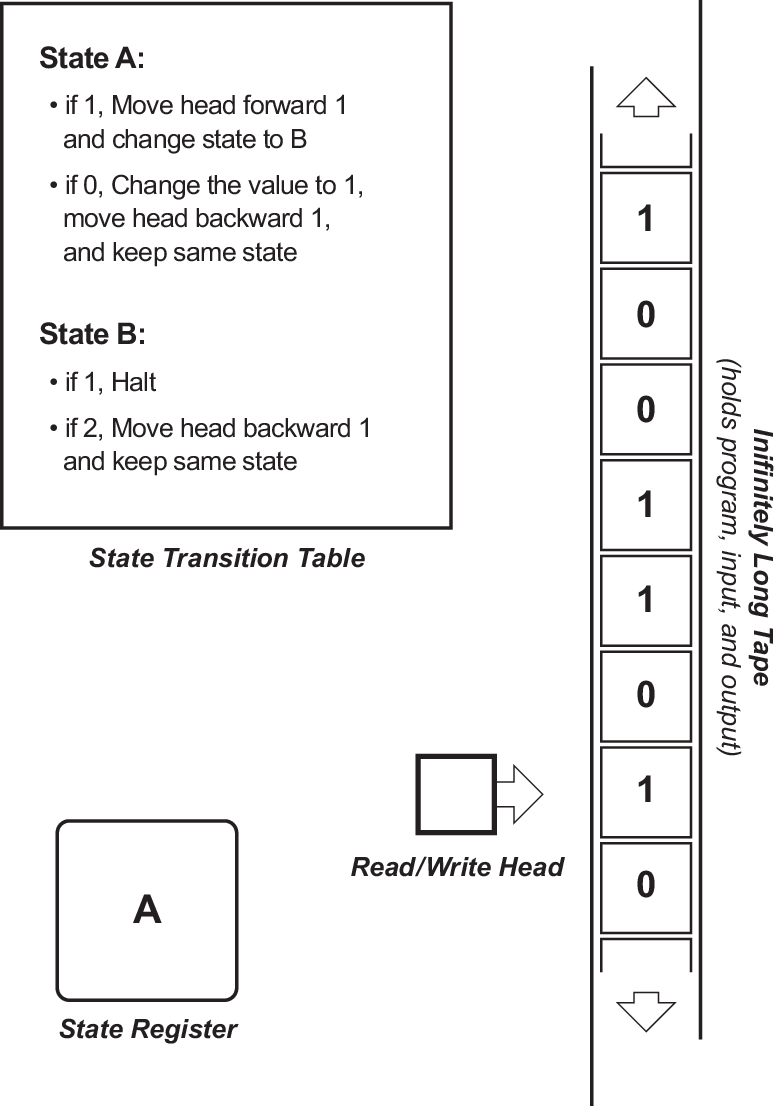 State A:
• if 1, Move head forward 1
and change state to B
• if 0, Change the value to 1,
move head backward 1,
and keep same state
State B:
• if 1, Halt
• if 2, Move head backward 1
and keep same state
State Transition Table
A
State Register
Read/Write Head
1
0
0
1
1
0
1
0
Inifinitely Long Tape
(holds program, input, and output)